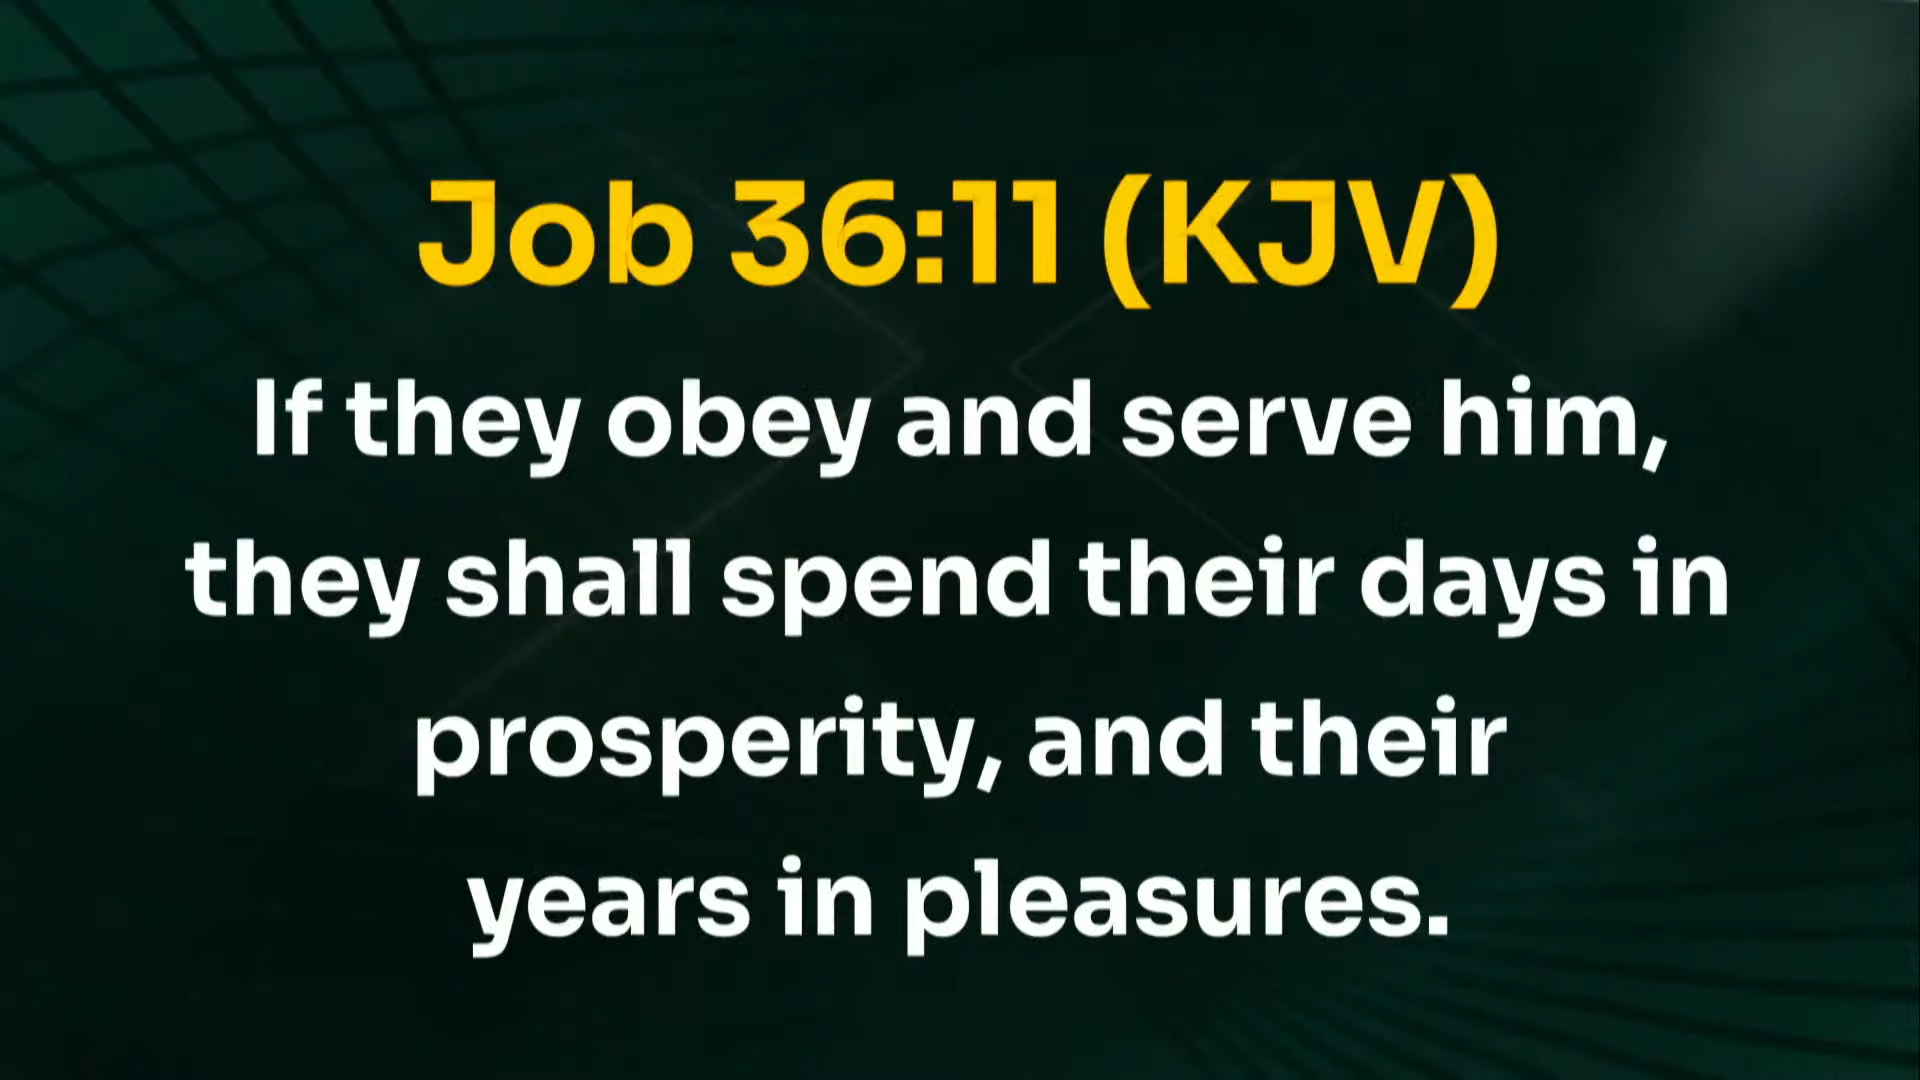 Job 36:11 (KJV)
If they obey and serve him,
they shall spend their days in
prosperity, and their
years in pleasures.